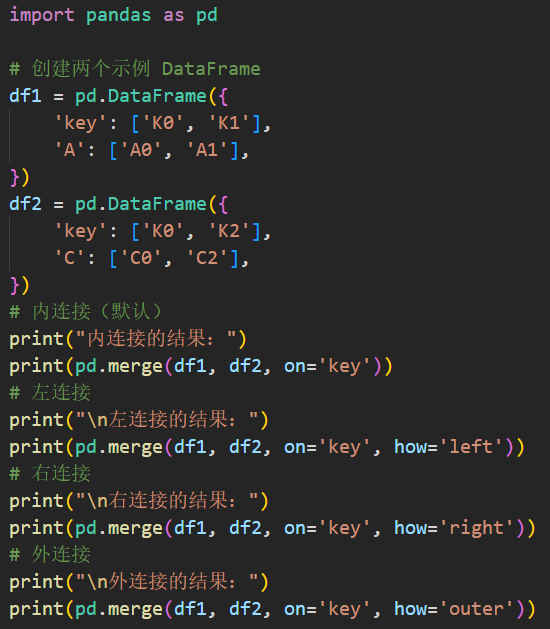 import pandas as pd
# 创建两个示例 DataFrame
df1 = pd.DataFrame({
    'key': ['K0', 'K1'],
    'A': ['A0', 'A1'],
})
df2 = pd.DataFrame({
    'key': ['K0', 'K2'],
    'C': ['C0', 'C2'],
})
# 内连接（默认）
print("内连接的结果：")
print(pd.merge(df1, df2, on='key'))
# 左连接
print("\n左连接的结果：")
print(pd.merge(df1, df2, on='key', how='left'))
# 右连接
print("\n右连接的结果：")
print(pd.merge(df1, df2, on='key', how='right'))
# 外连接
print("\n外连接的结果：")
print(pd.merge(df1, df2, on='key', how='outer'))